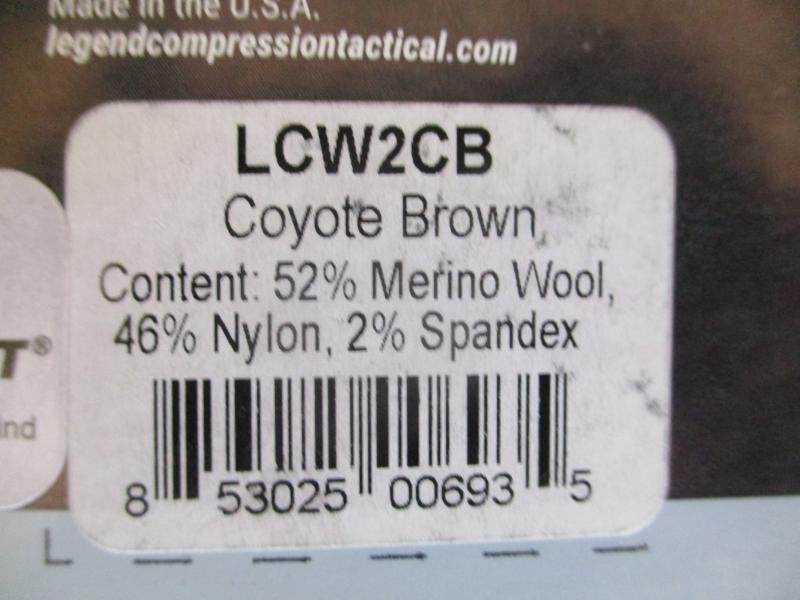 Made in the U.S.A.
legendcompressiontactical.com
LCW2CB
Coyote Brown
Content: 52% Merino Wool,
46% Nylon, 2% Spandex
T®
ind
8 53025 00693 5